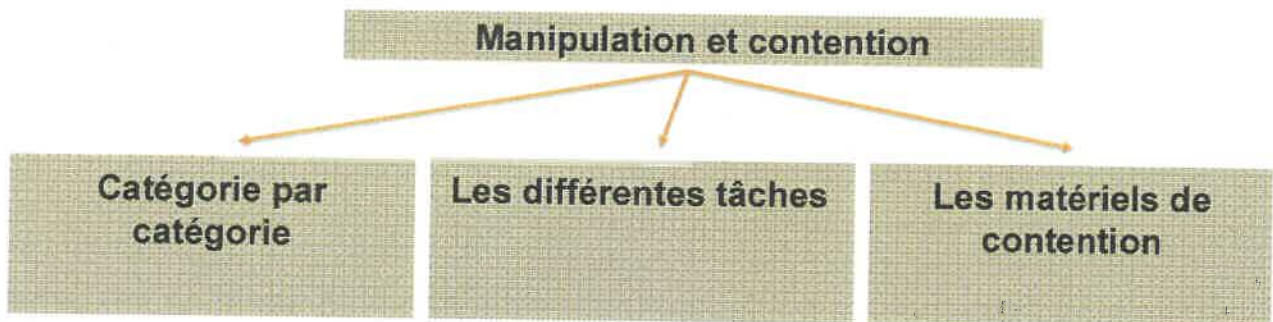 Manipulation et contention
Catégorie par
catégorie
Les différentes tâches
Les matériels de
contention